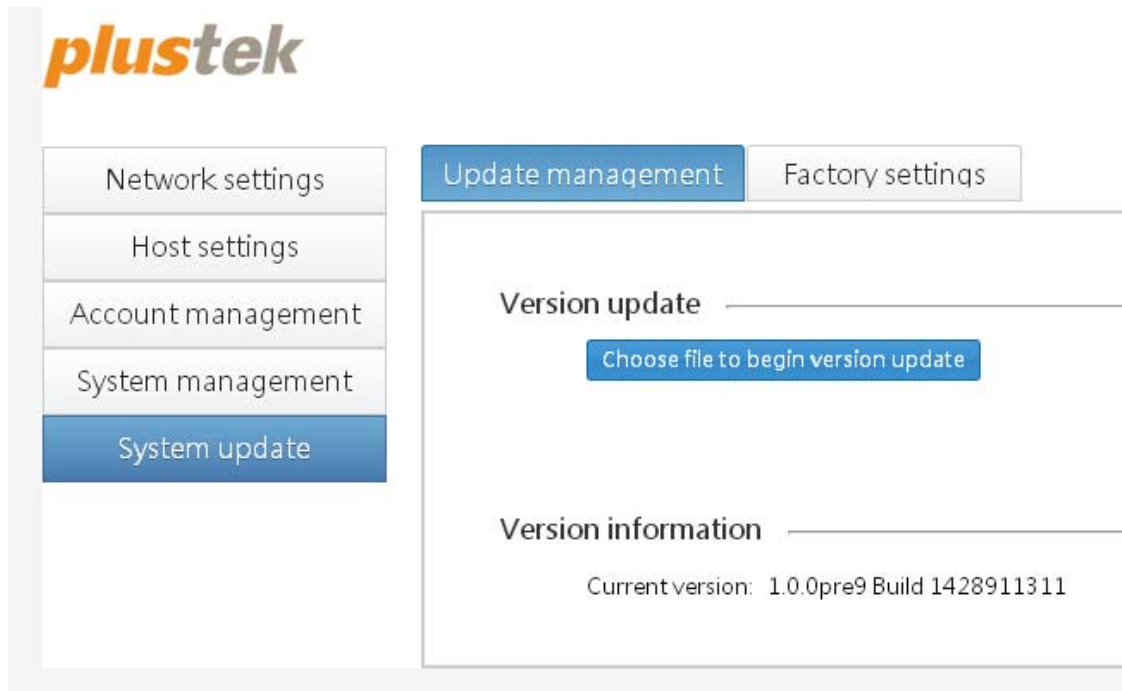 plustek
Network settings
Host settings
Account management
System management
System update
Update management
Factory settings
Version update
Choose file to begin version update
Version information
Current version: 1.0.0pre9 Build 1428911311